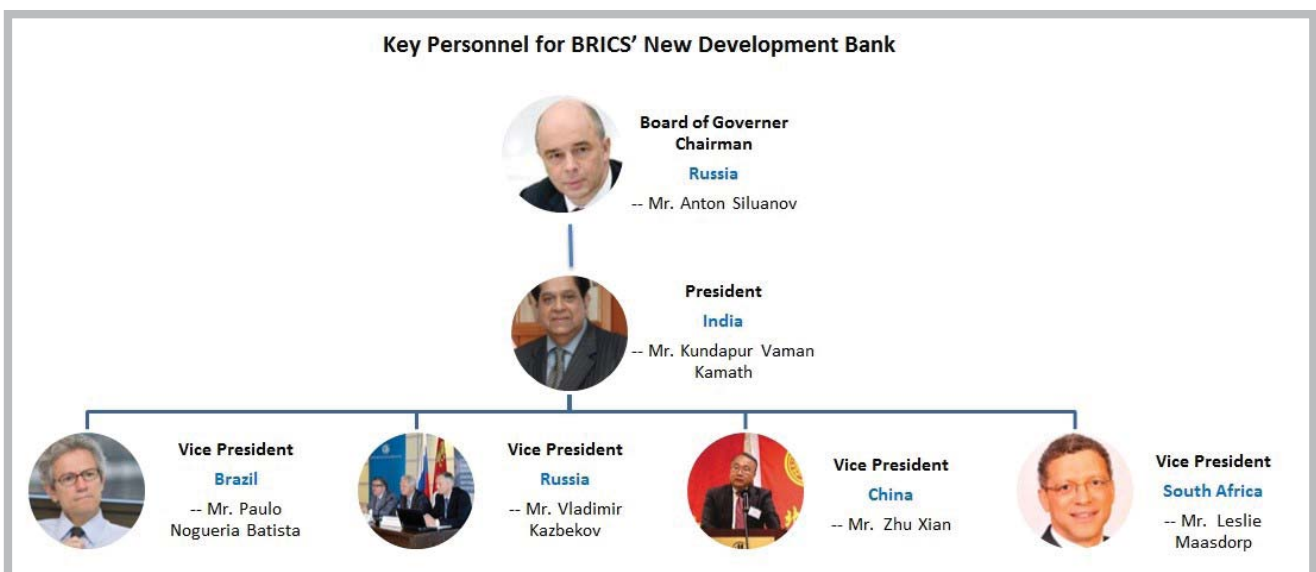 Key Personnel for BRICS’ New Development Bank
Board of Governer
Chairman
Russia
-- Mr. Anton Siluanov
President
India
-- Mr. Kundapur Vaman
Kamath
Vice President
Brazil
-- Mr. Paulo
Nogueria Batista
Vice President
Russia
-- Mr. Vladimir
Kazbekov
Vice President
China
-- Mr. Zhu Xian
Vice President
South Africa
-- Mr. Leslie
Maasdorp